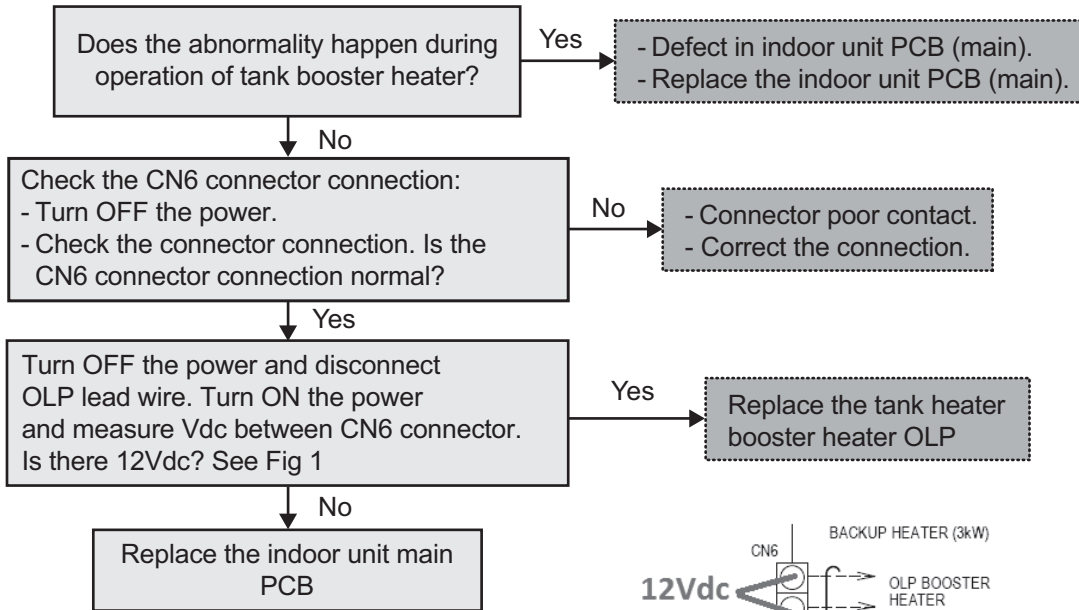 Does the abnormality happen during
operation of tank booster heater?
Yes
- Defect in indoor unit PCB (main).
- Replace the indoor unit PCB (main).
No
Check the CN6 connector connection:
- Turn OFF the power.
- Check the connector connection. Is the
CN6 connector connection normal?
No
- Connector poor contact.
- Correct the connection.
Yes
Turn OFF the power and disconnect
OLP lead wire. Turn ON the power
and measure Vdc between CN6 connector.
Is there 12Vdc? See Fig 1
Yes
Replace the tank heater
booster heater OLP
No
Replace the indoor unit main
PCB
BACKUP HEATER (3kW)
CN6
12Vdc
OLP BOOSTER
HEATER